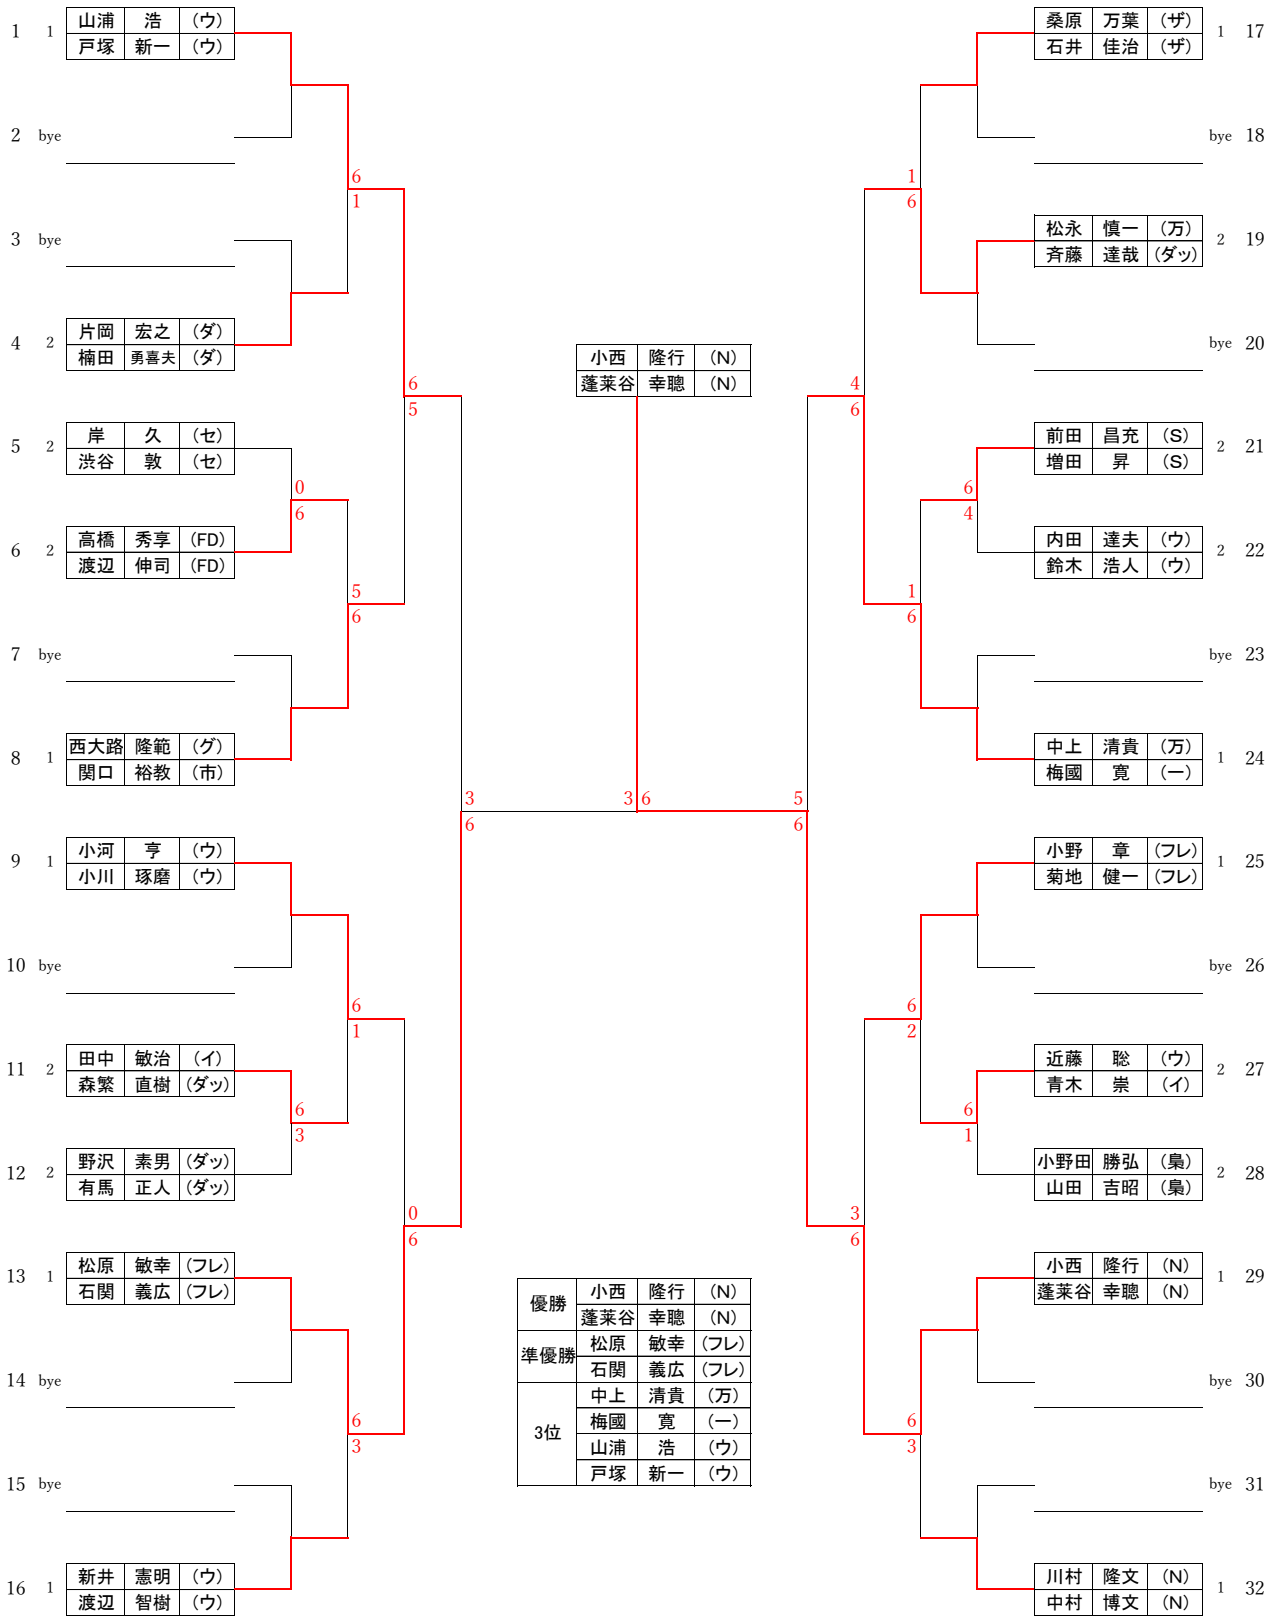 1 1 山浦 浩 (ウ)
戸塚 新一 (ウ)
2 bye
6
1
3 bye
4 2 片岡 宏之 (ダ)
楠田 勇喜夫 (ダ)
6
5
5 2 岸 久 (セ)
渋谷 敦 (セ)
0
6
6 2 高橋 秀享 (FD)
渡辺 伸司 (FD)
5
6
7 bye
8 1 西大路 隆範 (グ)
関口 裕教 (市)
3
6
9 1 小河 亨 (ウ)
小川 琢磨 (ウ)
10 bye
6
1
11 2 田中 敏治 (イ)
森繁 直樹 (ダッ)
6
3
12 2 野沢 素男 (ダッ)
有馬 正人 (ダッ)
0
6
13 1 松原 敏幸 (フレ)
石関 義広 (フレ)
14 bye
6
3
15 bye
16 1 新井 憲明 (ウ)
渡辺 智樹 (ウ)
小西 隆行 (N)
蓬莱谷 幸聰 (N)
3 6
優勝 小西 隆行 (N)
蓬莱谷 幸聰 (N)
準優勝 松原 敏幸 (フレ)
石関 義広 (フレ)
3位 中上 清貴 (万)
梅國 寛 (一)
山浦 浩 (ウ)
戸塚 新一 (ウ)
桑原 万葉 (ザ) 1 17
石井 佳治 (ザ)
bye 18
1
6
松永 慎一 (万) 2 19
斉藤 達哉 (ダッ)
bye 20
4
6
前田 昌充 (S) 2 21
増田 昇 (S)
6
4
内田 達夫 (ウ) 2 22
鈴木 浩人 (ウ)
1
6
bye 23
中上 清貴 (万) 1 24
梅國 寛 (一)
5
6
小野 章 (フレ) 1 25
菊地 健一 (フレ)
bye 26
6
2
近藤 聡 (ウ) 2 27
青木 崇 (イ)
6
1
小野田 勝弘 (梟) 2 28
山田 吉昭 (梟)
3
6
小西 隆行 (N) 1 29
蓬莱谷 幸聰 (N)
bye 30
6
3
bye 31
川村 隆文 (N) 1 32
中村 博文 (N)